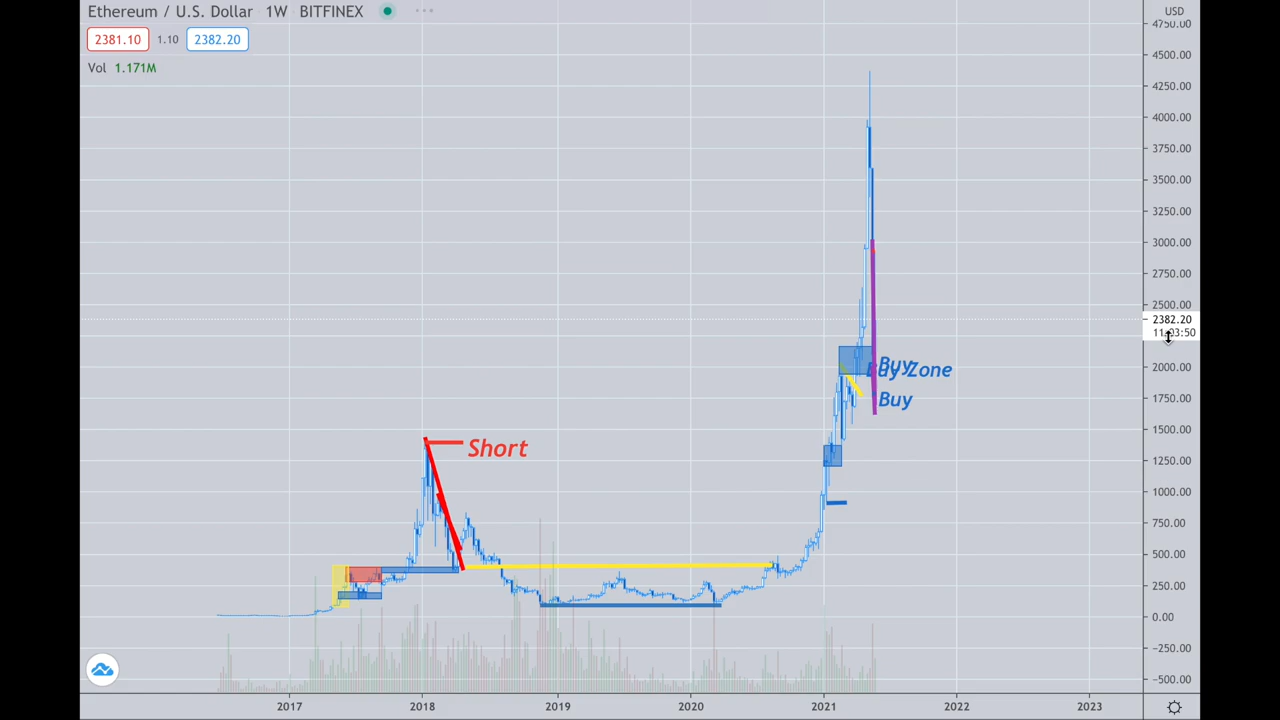 Ethereum / U.S. Dollar 1W BITFINEX
USD
2381.10 1.10 2382.20
Vol 1.171M
4750.00
4500.00
4250.00
4000.00
3750.00
3500.00
3250.00
3000.00
2750.00
2500.00
2382.20
2000.00
1750.00
1500.00
1250.00
1000.00
750.00
500.00
250.00
0.00
−250.00
−500.00
Buy
Buy Zone
Buy
Short
2017 2018 2019 2020 2021 2022 2023